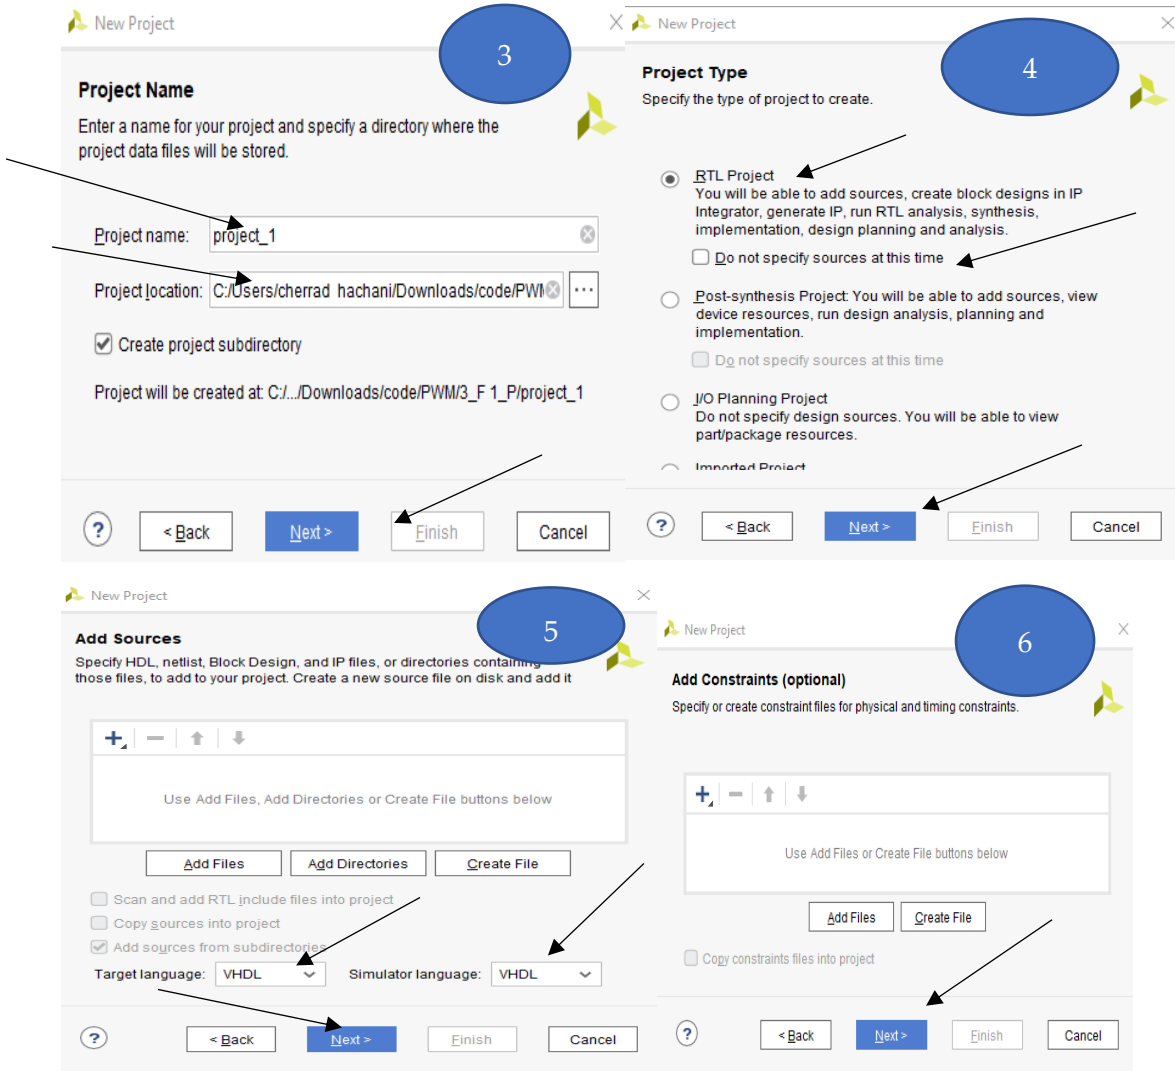 New Project
3
Project Name
Enter a name for your project and specify a directory where the
project data files will be stored.
Project name: project_1
Project location: C:/Users/cherrad hachani/Downloads/code/PWM
Create project subdirectory
Project will be created at: C:/.../Downloads/code/PWM/3_F 1_P/project_1
? < Back Next > Finish Cancel
New Project
4
Project Type
Specify the type of project to create.
RTL Project
You will be able to add sources, create block designs in IP
Integrator, generate IP, run RTL analysis, synthesis,
implementation, design planning and analysis.
Do not specify sources at this time
Post-synthesis Project: You will be able to add sources, view
device resources, run design analysis, planning and
implementation.
Do not specify sources at this time
I/O Planning Project
Do not specify design sources. You will be able to view
part/package resources.
Imported Project
? < Back Next > Finish Cancel
New Project
5
Add Sources
Specify HDL, netlist, Block Design, and IP files, or directories containing
those files, to add to your project. Create a new source file on disk and add it
Use Add Files, Add Directories or Create File buttons below
Add Files Add Directories Create File
Scan and add RTL include files into project
Copy sources into project
Add sources from subdirectories
Target language: VHDL Simulator language: VHDL
? < Back Next > Finish Cancel
New Project
6
Add Constraints (optional)
Specify or create constraint files for physical and timing constraints.
Use Add Files or Create File buttons below
Add Files Create File
Copy constraints files into project
? < Back Next > Finish Cancel